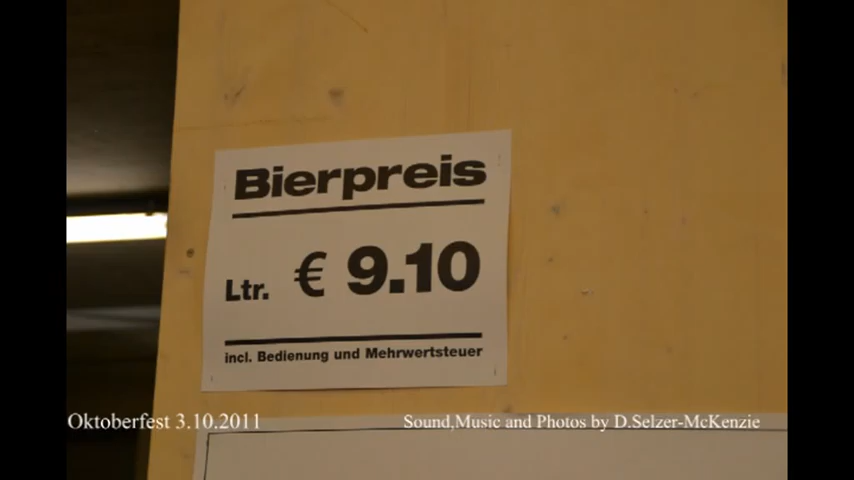 Bierpreis
Ltr. € 9.10
incl. Bedienung und Mehrwertsteuer
Oktoberfest 3.10.2011
Sound,Music and Photos by D.Selzer-McKenzie